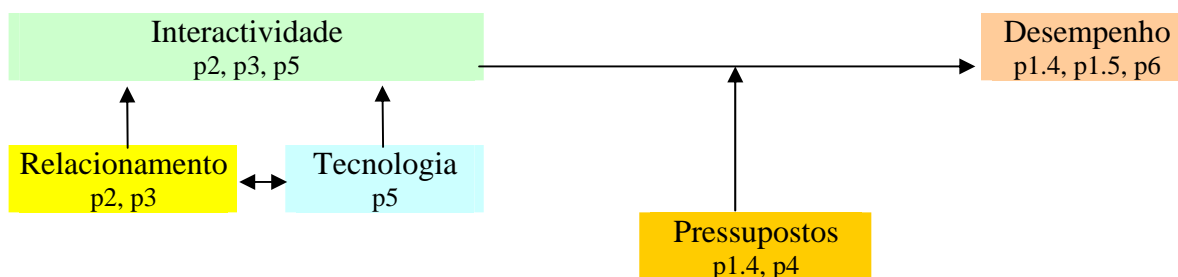 Interactividade
p2, p3, p5
Desempenho
p1.4, p1.5, p6
Relacionamento
p2, p3
Tecnologia
p5
Pressupostos
p1.4, p4